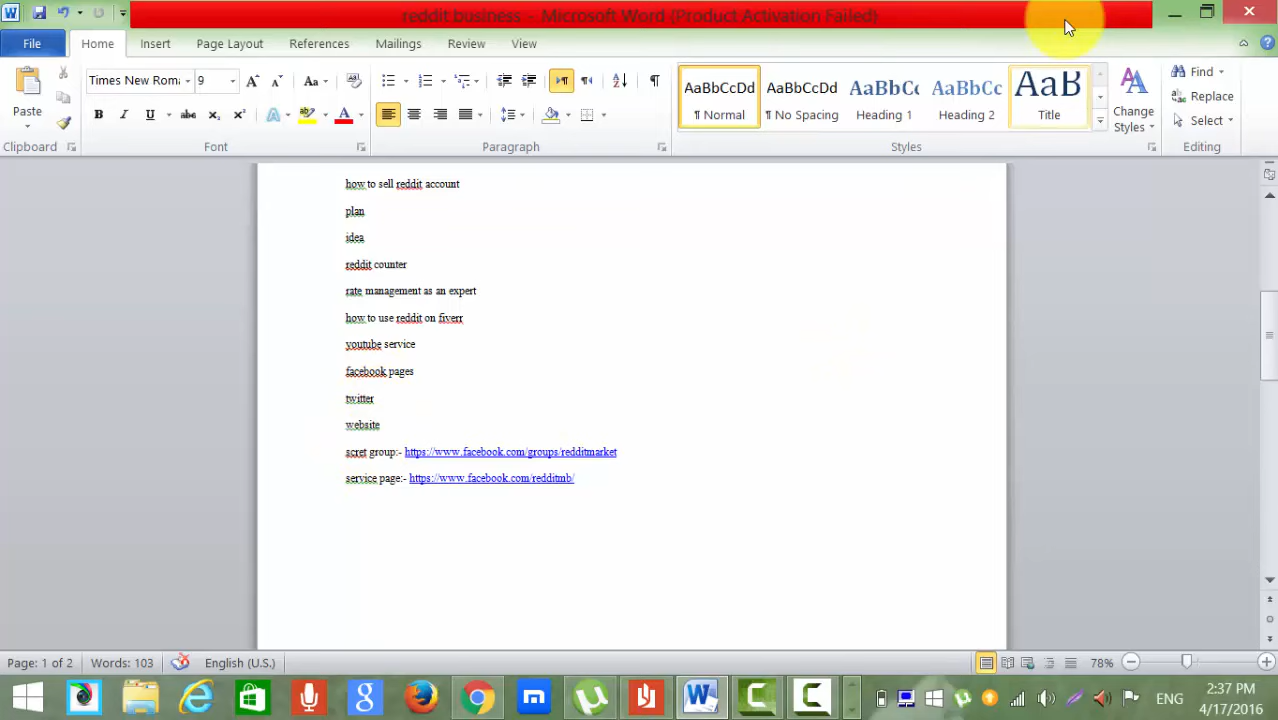 reddit business - Microsoft Word (Product Activation Failed)
File Home Insert Page Layout References Mailings Review View
Paste
Times New Roma 9
AaBbCcDd AaBbCcDd AaBbCc AaBbCc AaB
¶ Normal ¶ No Spacing Heading 1 Heading 2 Title
Change Styles
Find
Replace
Select
Clipboard Font Paragraph Styles Editing
how to sell reddit account
plan
idea
reddit counter
rate management as an expert
how to use reddit on fiverr
youtube service
facebook pages
twitter
website
scret group:- https://www.facebook.com/groups/redditmarket
service page:- https://www.facebook.com/redditmb/
Page: 1 of 2 Words: 103 English (U.S.) 78%
ENG 2:37 PM
4/17/2016